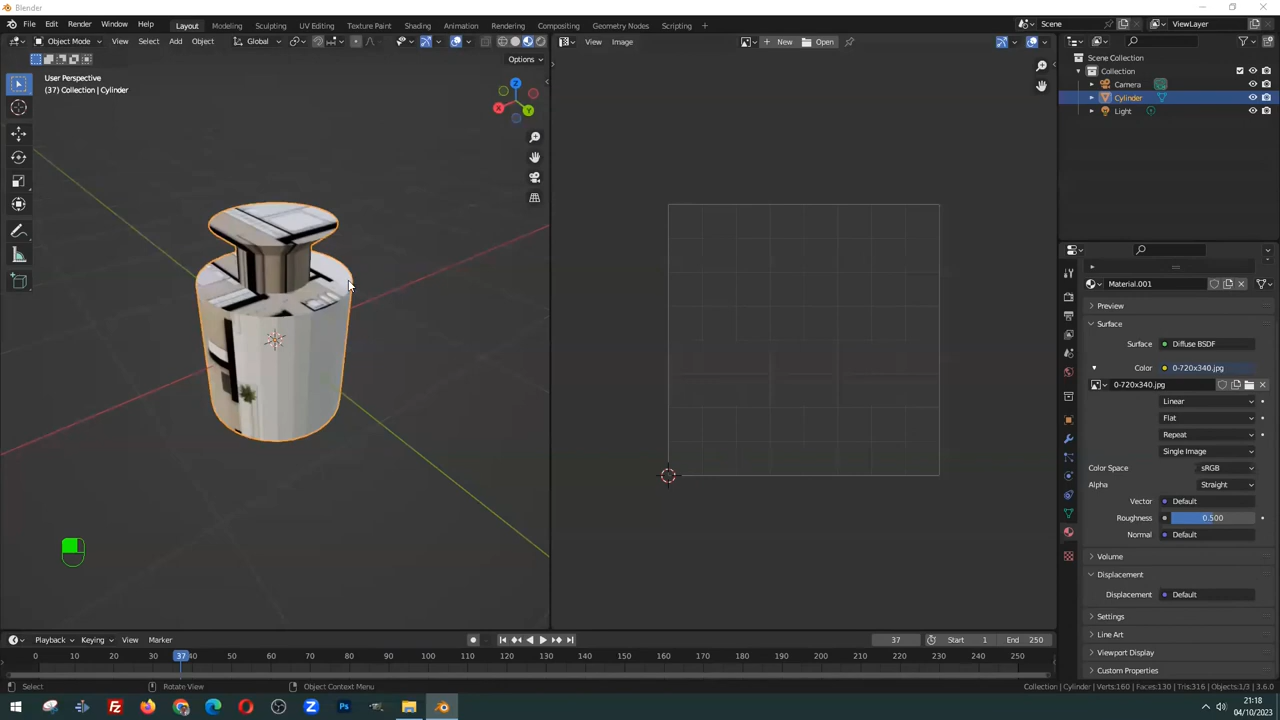 Blender
File Edit Render Window Help Layout Modeling Sculpting UV Editing Texture Paint Shading Animation Rendering Compositing Geometry Nodes Scripting + Scene ViewLayer
Object Mode View Select Add Object Global View Image New Open
Options
User Perspective
(37) Collection | Cylinder
Z
X
Y
Scene Collection
Collection
Camera
Cylinder
Light
Material.001
Preview
Surface
Surface Diffuse BSDF
Color 0-720x340.jpg
0-720x340.jpg
Linear
Flat
Repeat
Single Image
Color Space sRGB
Alpha Straight
Vector Default
Roughness 0.500
Normal Default
Volume
Displacement
Displacement Default
Settings
Line Art
Viewport Display
Custom Properties
Playback Keying View Marker 37 Start 1 End 250
0 10 20 30 37 40 50 60 70 80 90 100 110 120 130 140 150 160 170 180 190 200 210 220 230 240 250
Select Rotate View Object Context Menu Collection | Cylinder | Verts:160 | Faces:130 | Tris:316 | Objects:1/3 | 3.6.0
21:18
04/10/2023